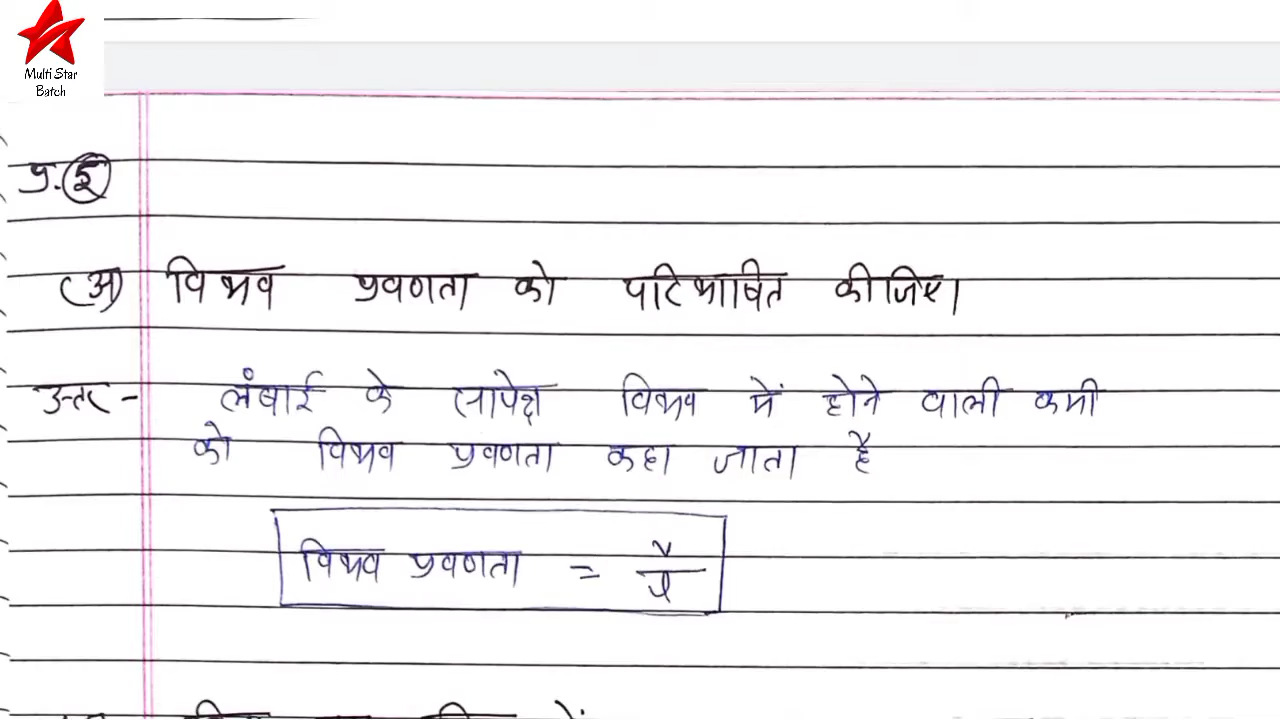 Multi Star
Batch
प्र. 5
(अ) विभव प्रवणता को परिभाषित कीजिए।
उत्तर - लंबाई के सापेक्ष विभव में होने वाली कमी
को विभव प्रवणता कहा जाता है
विभव प्रवणता = V/l